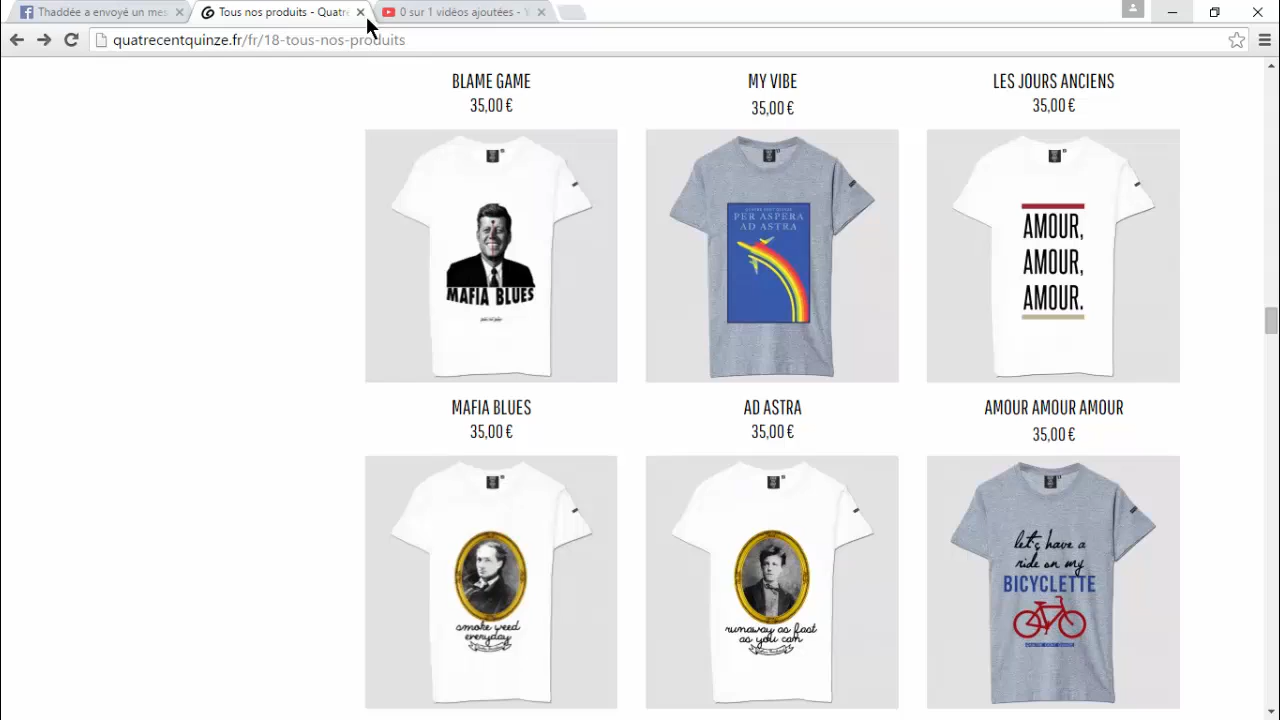 Thaddée a envoyé un mes
Tous nos produits - Quatre
0 sur 1 vidéos ajoutées - Y
quatrecentquinze.fr/fr/18-tous-nos-produits
BLAME GAME
35,00 €
MY VIBE
35,00 €
LES JOURS ANCIENS
35,00 €
MAFIA BLUES
PER ASPERA
AD ASTRA
AMOUR,
AMOUR,
AMOUR.
MAFIA BLUES
35,00 €
AD ASTRA
35,00 €
AMOUR AMOUR AMOUR
35,00 €
smoke weed
everyday
runaway as fast
as you can
let's have a
ride on my
BICYCLETTE